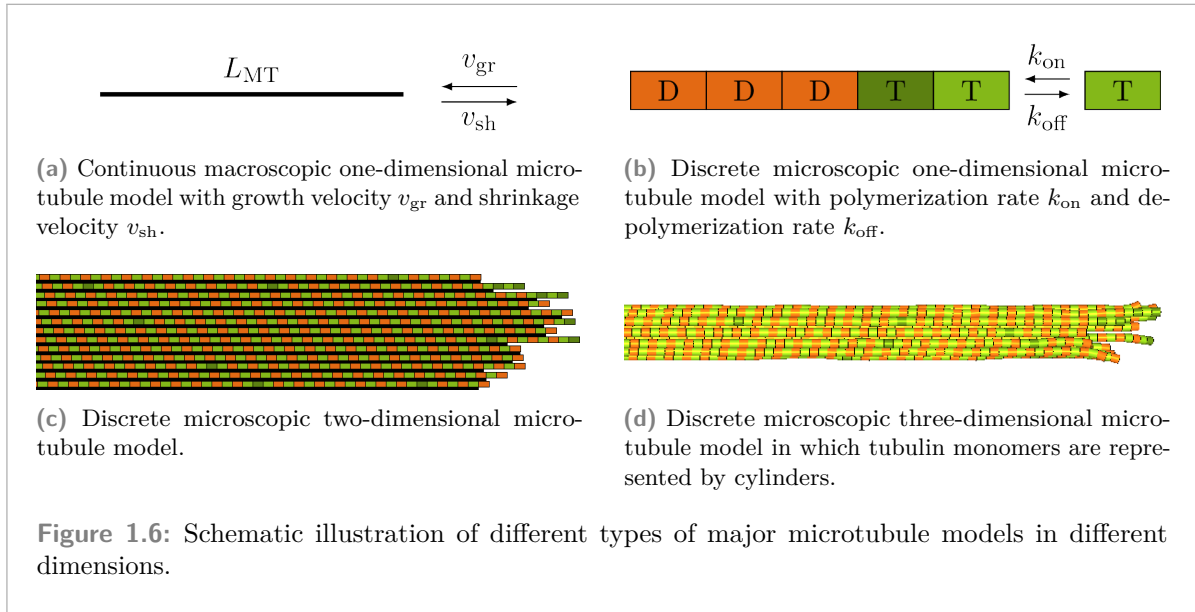 L_MT
v_gr
v_sh
D D D T T
k_on
k_off
T
(a) Continuous macroscopic one-dimensional micro-
tubule model with growth velocity v_gr and shrinkage
velocity v_sh.
(b) Discrete microscopic one-dimensional micro-
tubule model with polymerization rate k_on and de-
polymerization rate k_off.
(c) Discrete microscopic two-dimensional micro-
tubule model.
(d) Discrete microscopic three-dimensional micro-
tubule model in which tubulin monomers are repre-
sented by cylinders.
Figure 1.6: Schematic illustration of different types of major microtubule models in different
dimensions.